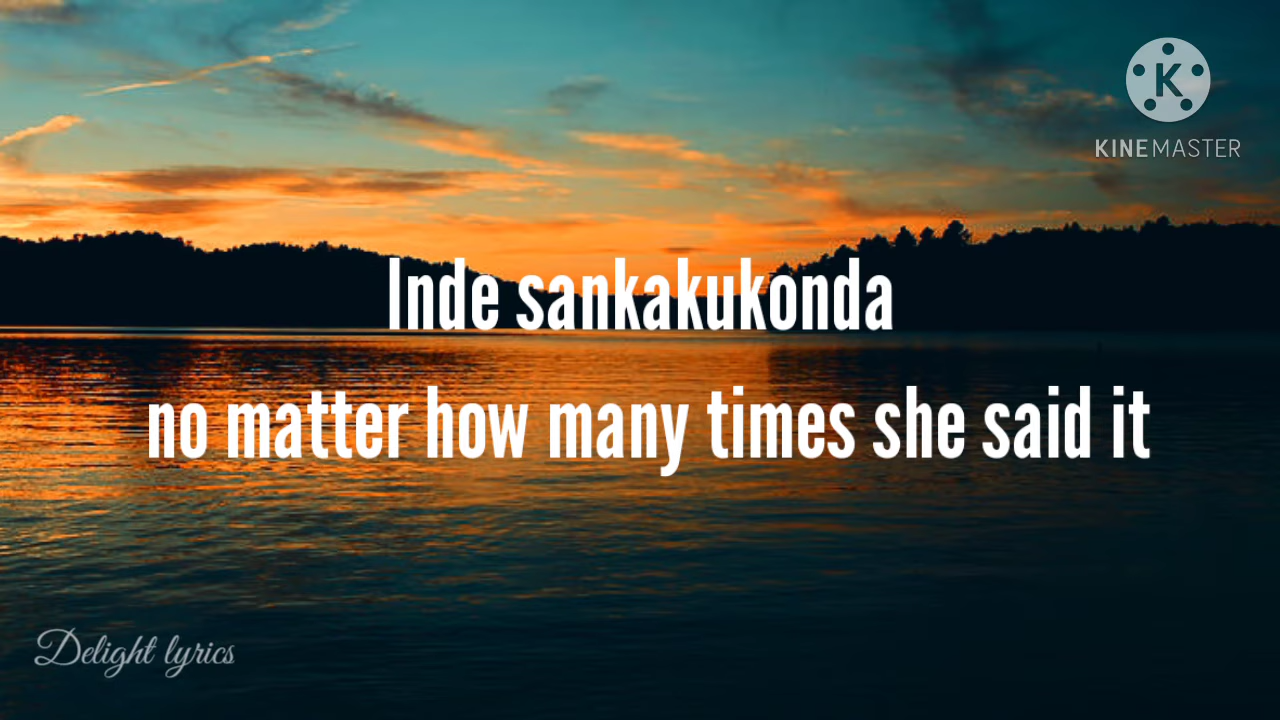 K
KINEMASTER
Inde sankakukonda
no matter how many times she said it
Delight lyrics